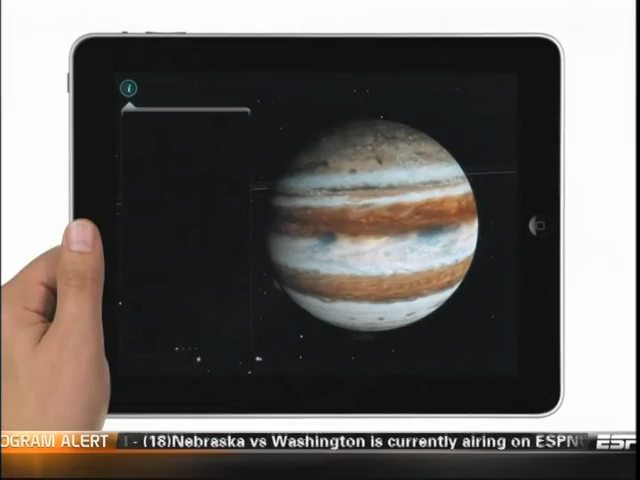 i
OGRAM ALERT - (18)Nebraska vs Washington is currently airing on ESPN ESP